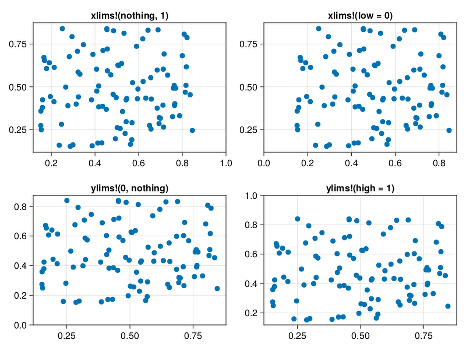 xlims!(nothing, 1)
0.75
0.50
0.25
0.2 0.4 0.6 0.8 1.0
xlims!(low = 0)
0.75
0.50
0.25
0.0 0.2 0.4 0.6 0.8
ylims!(0, nothing)
0.8
0.6
0.4
0.2
0.0
0.25 0.50 0.75
ylims!(high = 1)
1.0
0.8
0.6
0.4
0.2
0.25 0.50 0.75